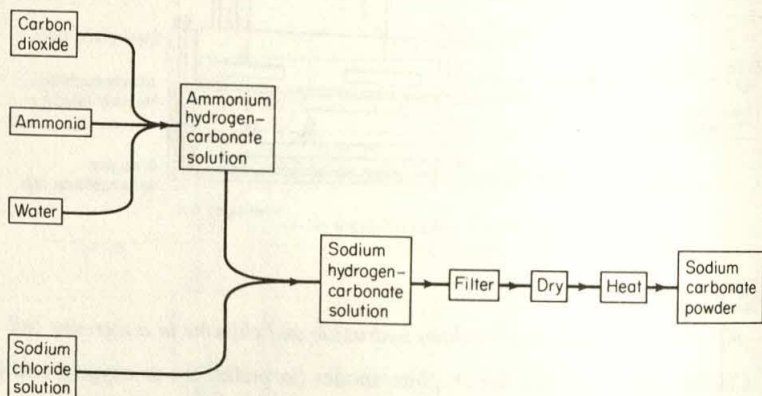 Carbon
dioxide
Ammonia
Water
Ammonium
hydrogen-
carbonate
solution
Sodium
chloride
solution
Sodium
hydrogen-
carbonate
solution
Filter
Dry
Heat
Sodium
carbonate
powder